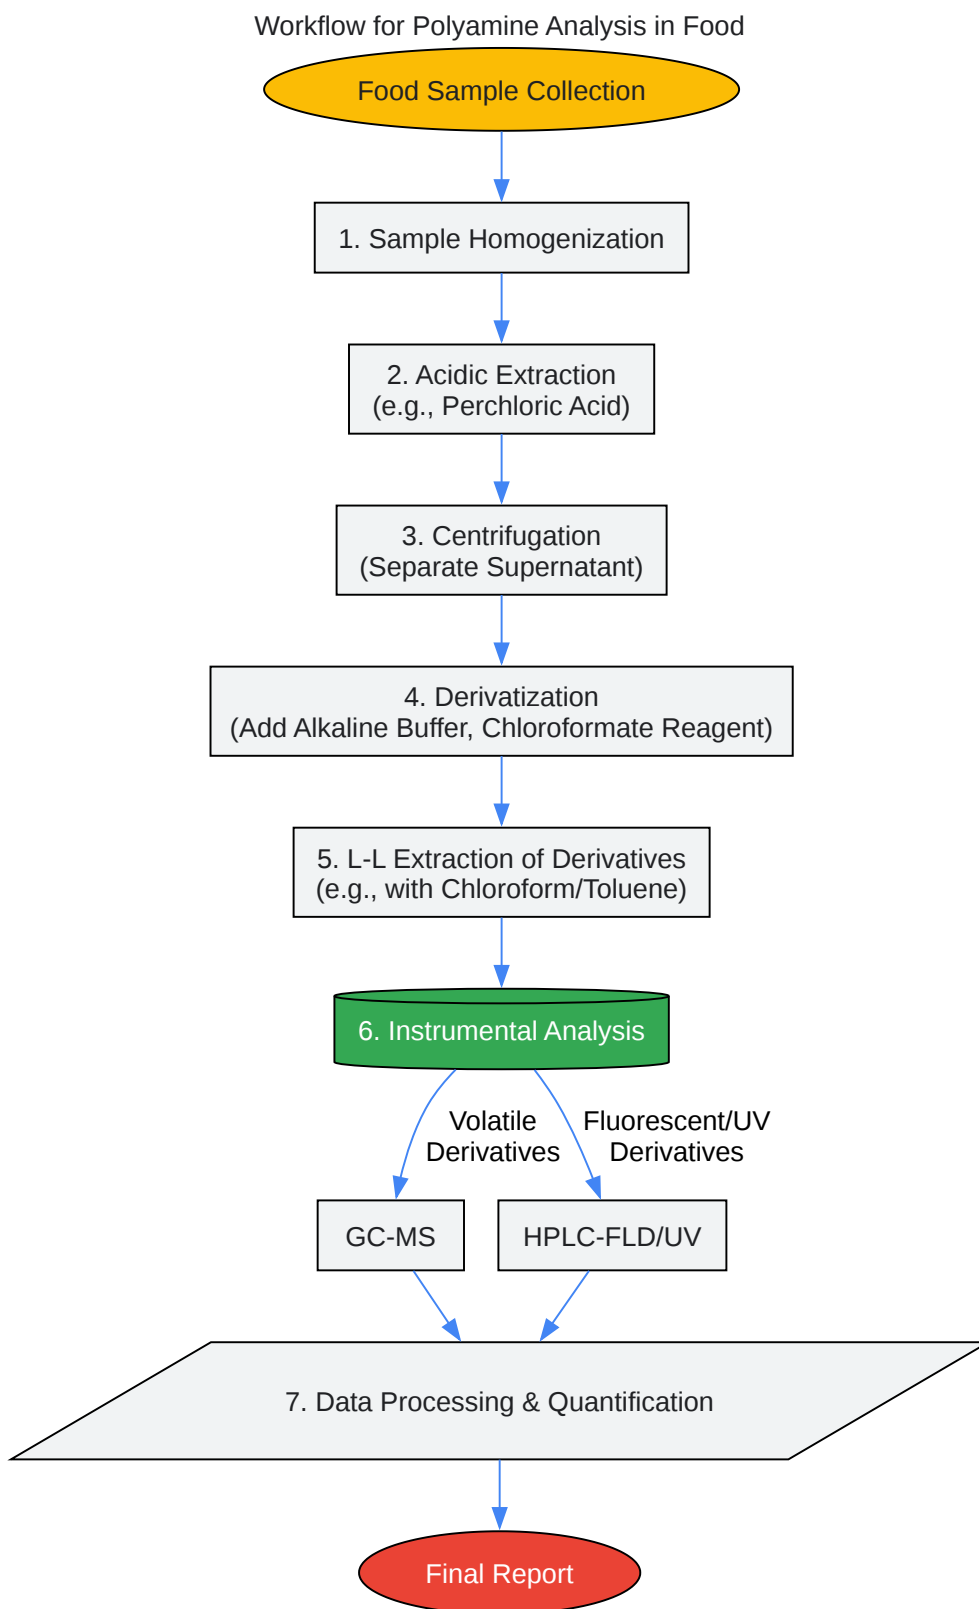 Workflow for Polyamine Analysis in Food
Food Sample Collection
1. Sample Homogenization
2. Acidic Extraction
(e.g., Perchloric Acid)
3. Centrifugation
(Separate Supernatant)
4. Derivatization
(Add Alkaline Buffer, Chloroformate Reagent)
5. L-L Extraction of Derivatives
(e.g., with Chloroform/Toluene)
6. Instrumental Analysis
Volatile
Derivatives
Fluorescent/UV
Derivatives
GC-MS
HPLC-FLD/UV
7. Data Processing & Quantification
Final Report